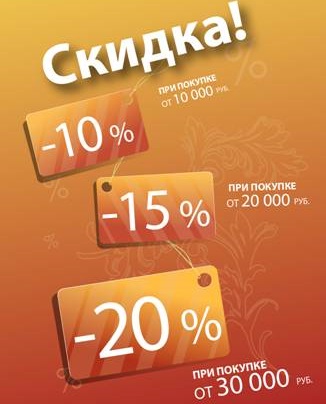 Скидка!
ПРИ ПОКУПКЕ
ОТ 10 000 РУБ.
-10 %
-15 %
ПРИ ПОКУПКЕ
ОТ 20 000 РУБ.
-20 %
ПРИ ПОКУПКЕ
ОТ 30 000 РУБ.